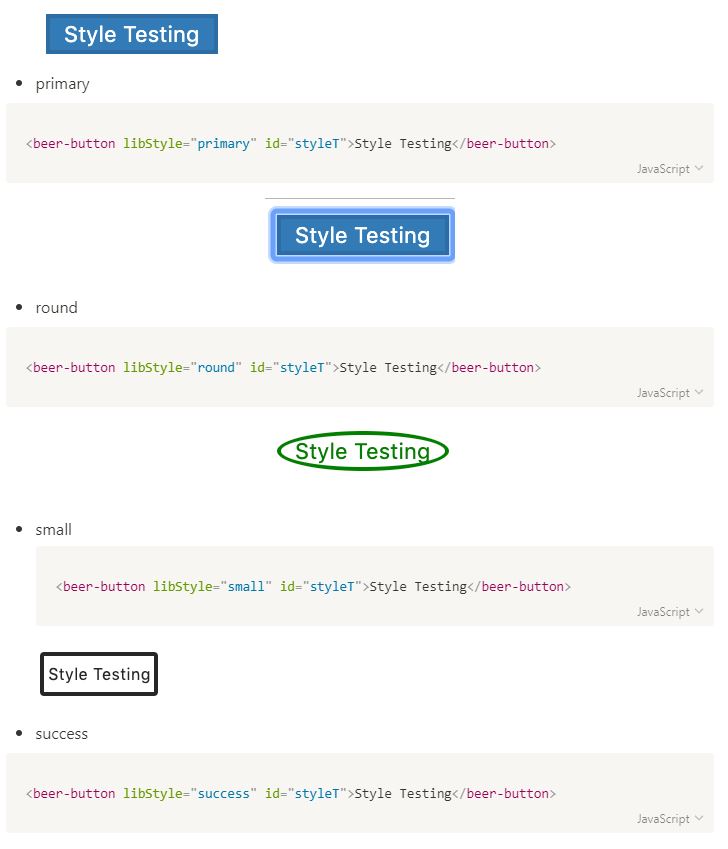 Style Testing
primary
<beer-button libStyle="primary" id="styleT">Style Testing</beer-button>
JavaScript
Style Testing
round
<beer-button libStyle="round" id="styleT">Style Testing</beer-button>
JavaScript
Style Testing
small
<beer-button libStyle="small" id="styleT">Style Testing</beer-button>
JavaScript
Style Testing
success
<beer-button libStyle="success" id="styleT">Style Testing</beer-button>
JavaScript